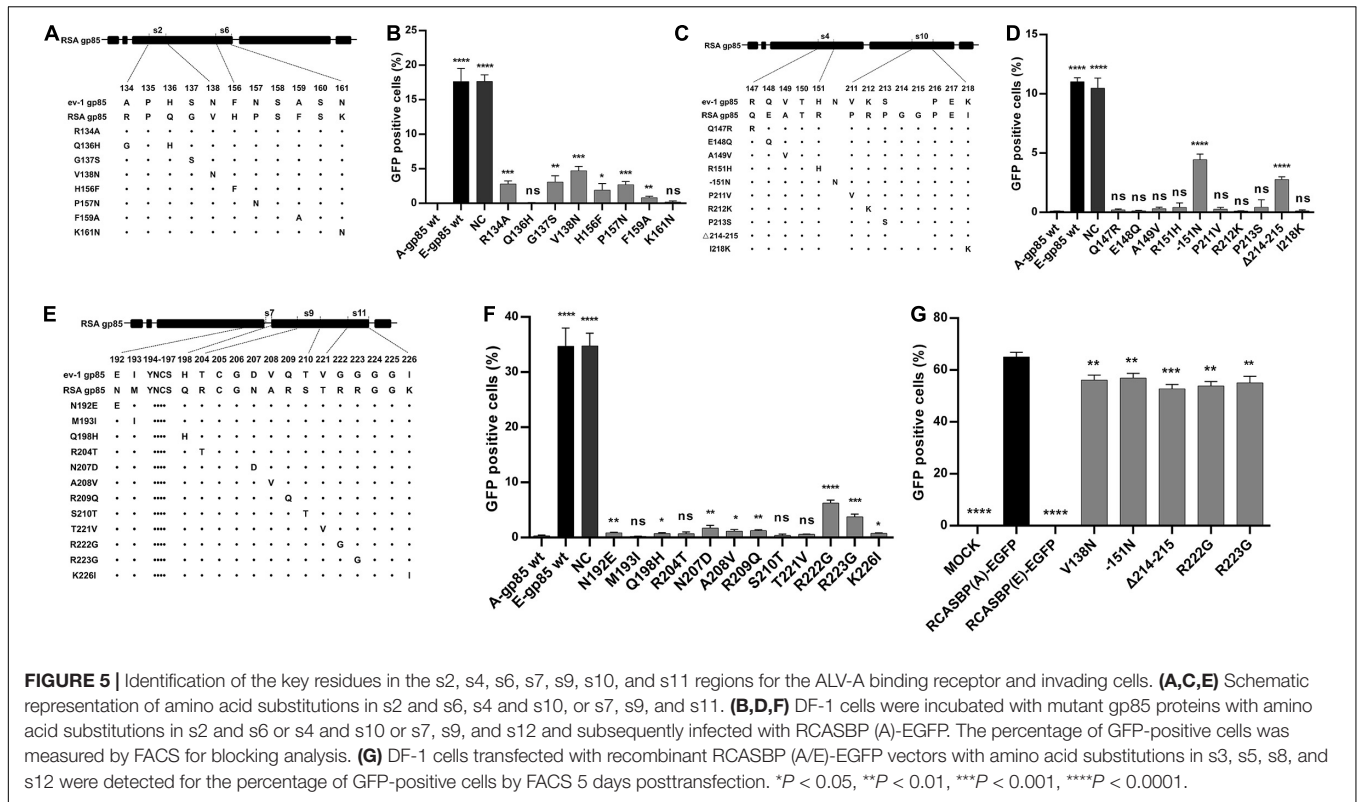 A
s2 s6
RSA gp85
134 135 136 137 138 156 157 158 159 160 161
ev-1 gp85 A P H S N F N S A S N
RSA gp85 R P Q G V H P S F S K
R134A • • • • • • • • • • •
Q136H G • H • • • • • • • •
G137S • • • S • • • • • • •
V138N • • • • N • • • • • •
H156F • • • • • F • • • • •
P157N • • • • • • N • • • •
F159A • • • • • • • • A • •
K161N • • • • • • • • • • N
B
GFP positive cells (%)
20
15
10
5
0
**** **** *** ns ** *** * *** ** ns
A-gp85 wt E-gp85 wt NC R134A Q136H G137S V138N H156F P157N F159A K161N
C
s4 s10
RSA gp85
147 148 149 150 151 211 212 213 214 215 216 217 218
ev-1 gp85 R Q V T H N V K S P E K
RSA gp85 Q E A T R P R P G G P E I
Q147R R • • • • • • • • • • • •
E148Q • Q • • • • • • • • • • •
A149V • • V • • • • • • • • • •
R151H • • • • H • • • • • • • •
-151N • • • • • N • • • • • • • •
P211V • • • • • V • • • • • • •
R212K • • • • • • K • • • • • •
P213S • • • • • • • S • • • • •
△214-215 • • • • • • • • • • •
I218K • • • • • • • • • • • • K
D
GFP positive cells (%)
15
10
5
0
**** **** ns ns ns ns **** ns ns ns **** ns
A-gp85 wt E-gp85 wt NC Q147R E148Q A149V R151H -151N P211V R212K P213S Δ214-215 I218K
E
s7 s9 s11
RSA gp85
192 193 194-197 198 204 205 206 207 208 209 210 221 222 223 224 225 226
ev-1 gp85 E I YNCS H T C G D V Q T V G G G G I
RSA gp85 N M YNCS Q R C G N A R S T R R G G K
N192E E • •••• • • • • • • • • • • • • • •
M193I • I •••• • • • • • • • • • • • • • •
Q198H • • •••• H • • • • • • • • • • • • •
R204T • • •••• • T • • • • • • • • • • • •
N207D • • •••• • • • • D • • • • • • • • •
A208V • • •••• • • • • • V • • • • • • • •
R209Q • • •••• • • • • • • Q • • • • • • •
S210T • • •••• • • • • • • • T • • • • • •
T221V • • •••• • • • • • • • • V • • • • •
R222G • • •••• • • • • • • • • • G • • • •
R223G • • •••• • • • • • • • • • • G • • •
K226I • • •••• • • • • • • • • • • • • • I
F
GFP positive cells (%)
40
30
20
10
0
**** **** ** ns * ns ** * ** ns ns **** *** *
A-gp85 wt E-gp85 wt NC N192E M193I Q198H R204T N207D A208V R209Q S210T T221V R222G R223G K226I
G
GFP positive cells (%)
80
60
40
20
0
**** **** ** ** *** ** **
MOCK RCASBP(A)-EGFP RCASBP(E)-EGFP V138N -151N Δ214-215 R222G R223G
FIGURE 5 | Identification of the key residues in the s2, s4, s6, s7, s9, s10, and s11 regions for the ALV-A binding receptor and invading cells. (A,C,E) Schematic
representation of amino acid substitutions in s2 and s6, s4 and s10, or s7, s9, and s11. (B,D,F) DF-1 cells were incubated with mutant gp85 proteins with amino
acid substitutions in s2 and s6 or s4 and s10 or s7, s9, and s12 and subsequently infected with RCASBP (A)-EGFP. The percentage of GFP-positive cells was
measured by FACS for blocking analysis. (G) DF-1 cells transfected with recombinant RCASBP (A/E)-EGFP vectors with amino acid substitutions in s3, s5, s8, and
s12 were detected for the percentage of GFP-positive cells by FACS 5 days posttransfection. *P < 0.05, **P < 0.01, ***P < 0.001, ****P < 0.0001.